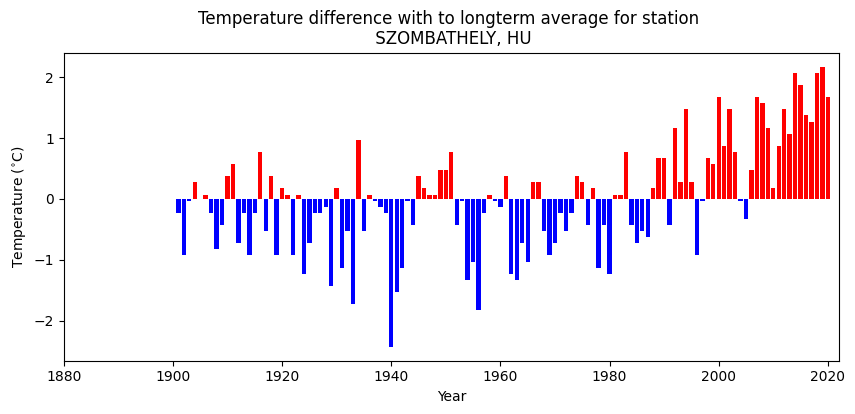 Temperature difference with to longterm average for station
SZOMBATHELY, HU
Temperature (°C)
2
1
0
−1
−2
1880 1900 1920 1940 1960 1980 2000 2020
Year